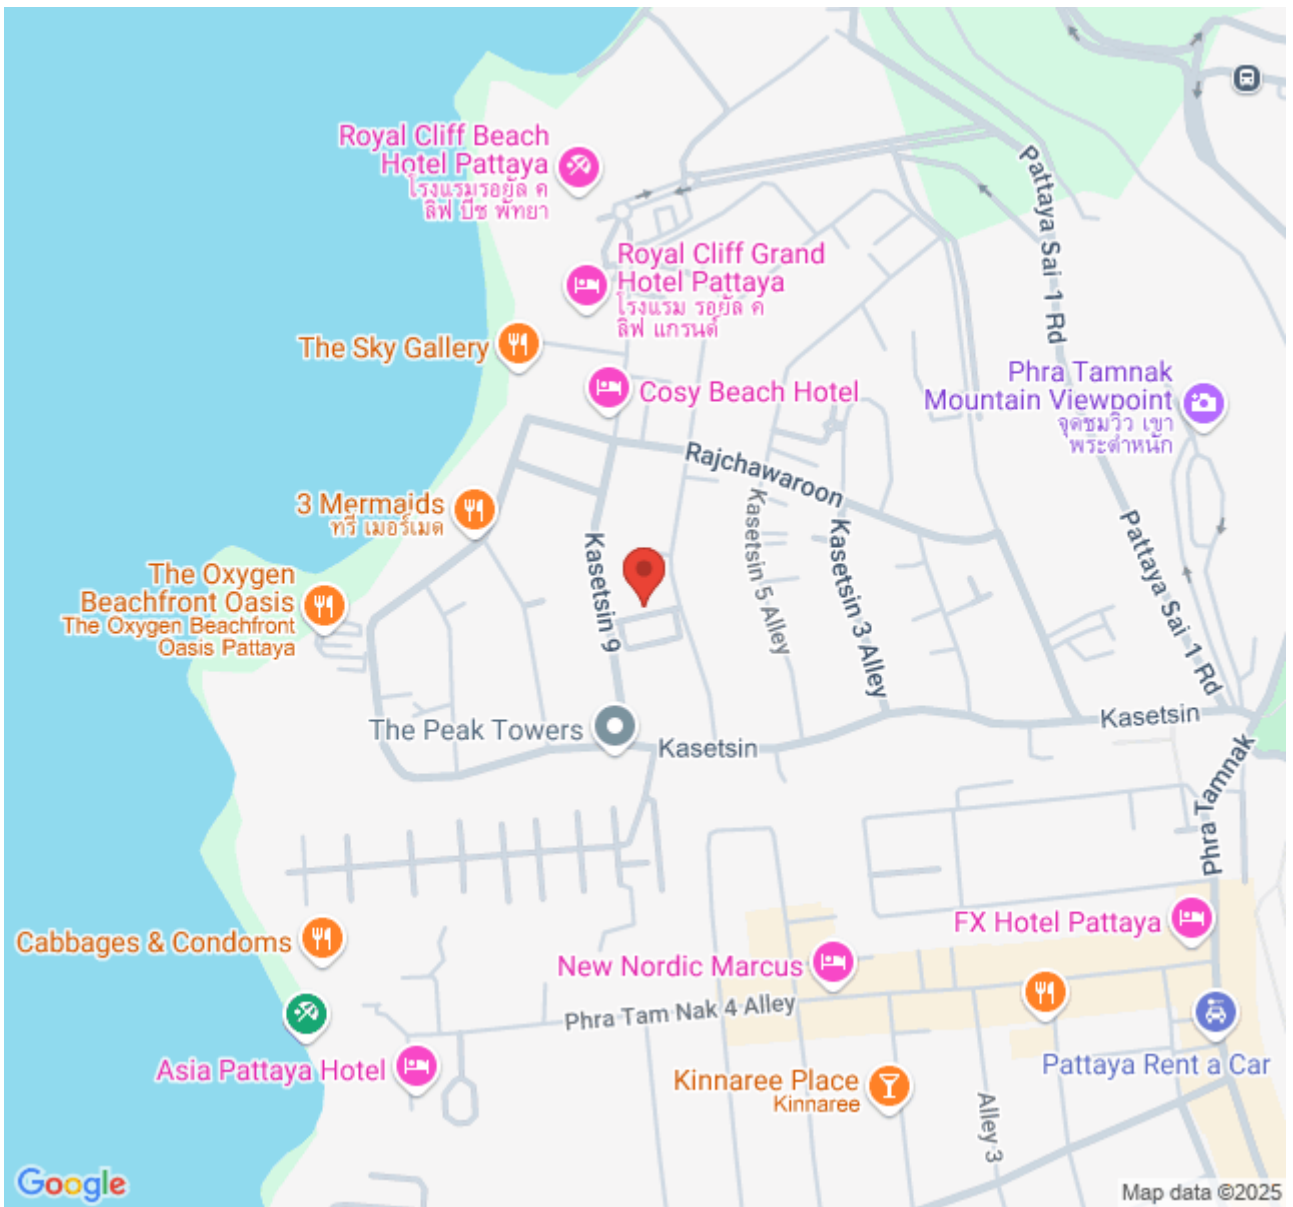 Royal Cliff Beach
Hotel Pattaya
โรงแรมรอยัล ค
ลิฟ บีช พัทยา
Pattaya Sai 1 Rd
Royal Cliff Grand
Hotel Pattaya
โรงแรม รอยัล ค
ลิฟ แกรนด์
The Sky Gallery
Cosy Beach Hotel
Phra Tamnak
Mountain Viewpoint
จุดชมวิว เขา
พระตำหนัก
Rajchawaroon
3 Mermaids
ทรี เมอร์เมด
Kasetsin 9
Kasetsin 5 Alley
Kasetsin 3 Alley
Pattaya Sai 1 Rd
The Oxygen
Beachfront Oasis
The Oxygen Beachfront
Oasis Pattaya
The Peak Towers
Kasetsin
Kasetsin
Phra Tamnak
Cabbages & Condoms
FX Hotel Pattaya
New Nordic Marcus
Phra Tam Nak 4 Alley
Asia Pattaya Hotel
Pattaya Rent a Car
Kinnaree Place
Kinnaree
Alley 3
Google
Map data ©2025